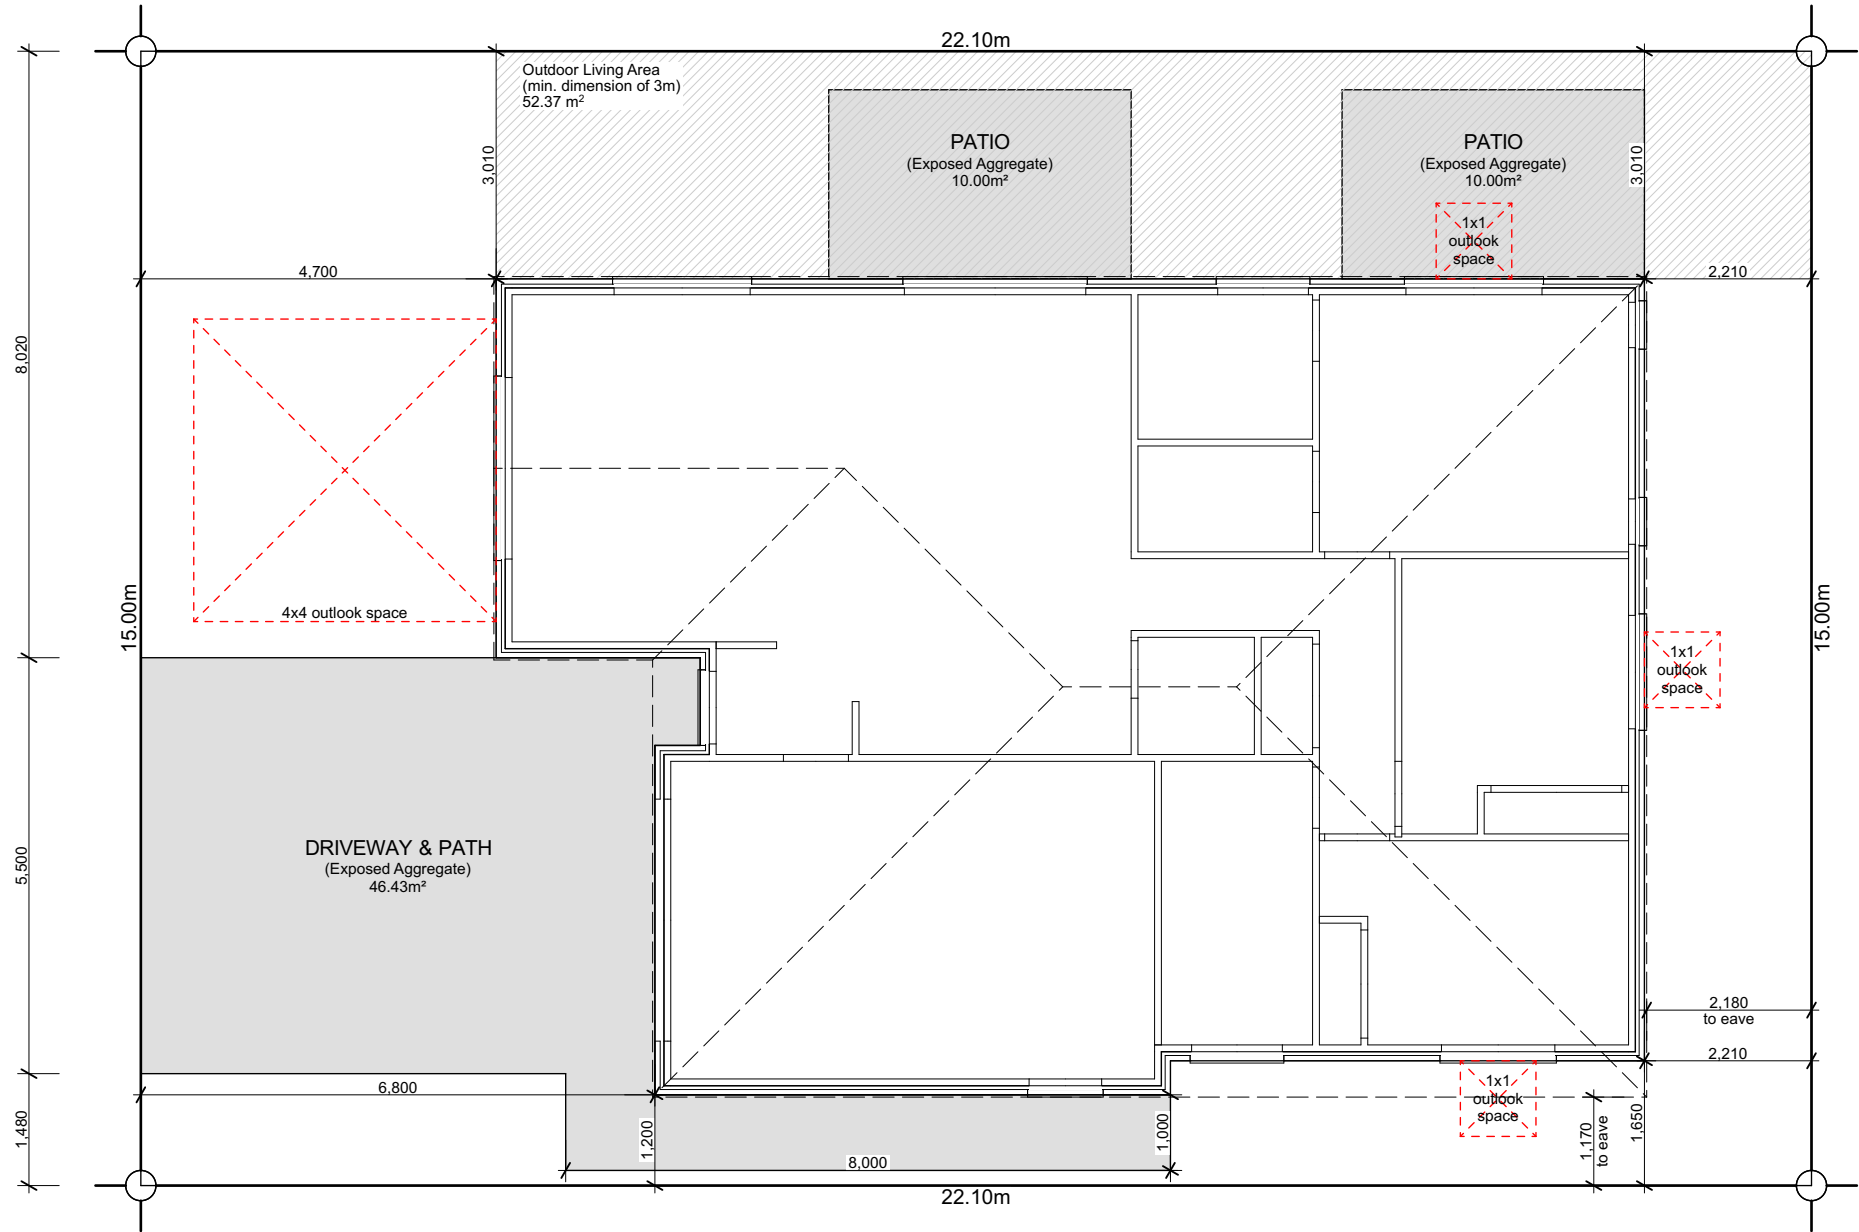 22.10m
Outdoor Living Area
(min. dimension of 3m)
52.37 m²
PATIO
(Exposed Aggregate)
10.00m²
PATIO
(Exposed Aggregate)
10.00m²
3,010
3,010
1x1
outlook
space
4,700
2,210
8,020
4x4 outlook space
15.00m
15.00m
1x1
outlook
space
DRIVEWAY & PATH
(Exposed Aggregate)
46.43m²
5,500
2,180
to eave
2,210
6,800
1x1
outlook
space
1,480
1,200
1,000
1,170
to eave
1,650
8,000
22.10m